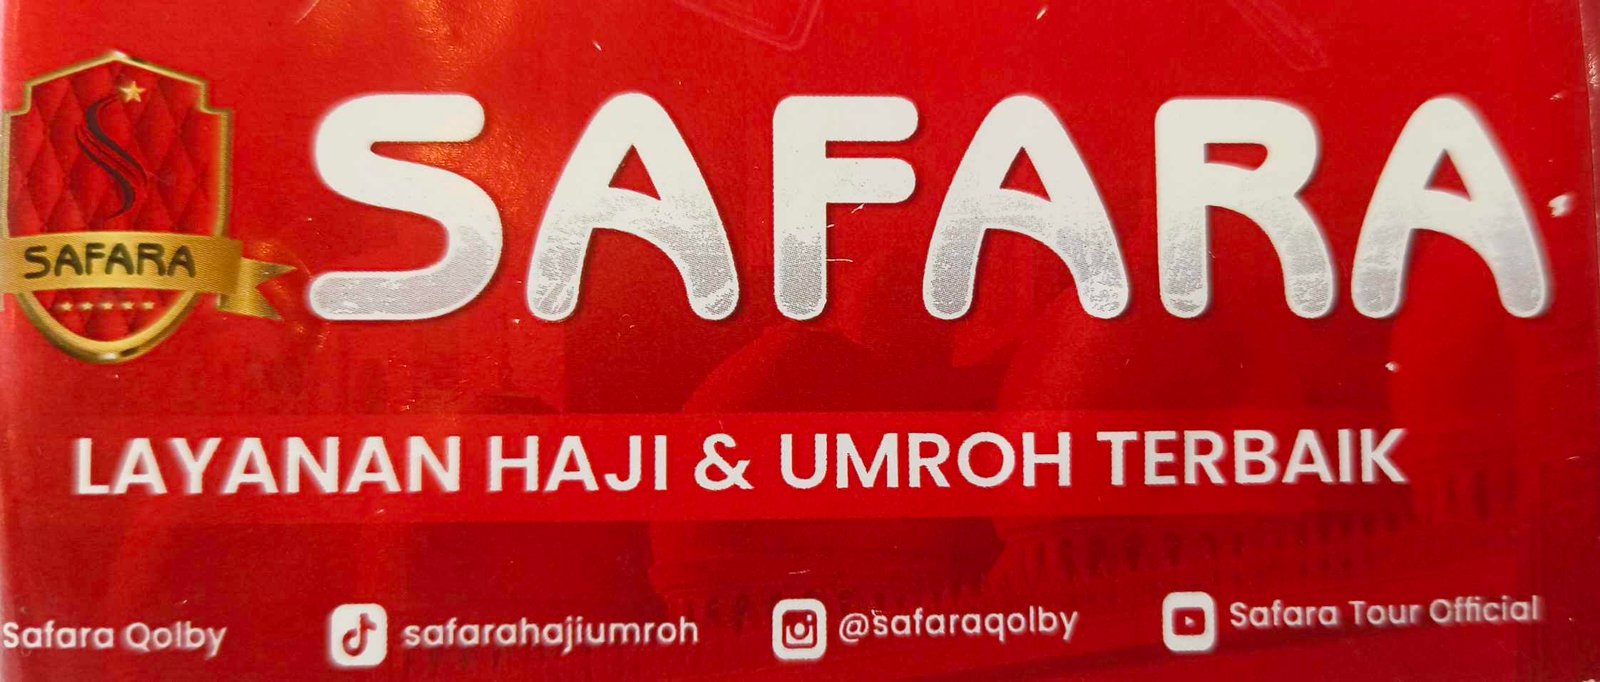 SAFARA
SAFARA
LAYANAN HAJI & UMROH TERBAIK
Safara Qolby safarahajiumroh @safaraqolby Safara Tour Official